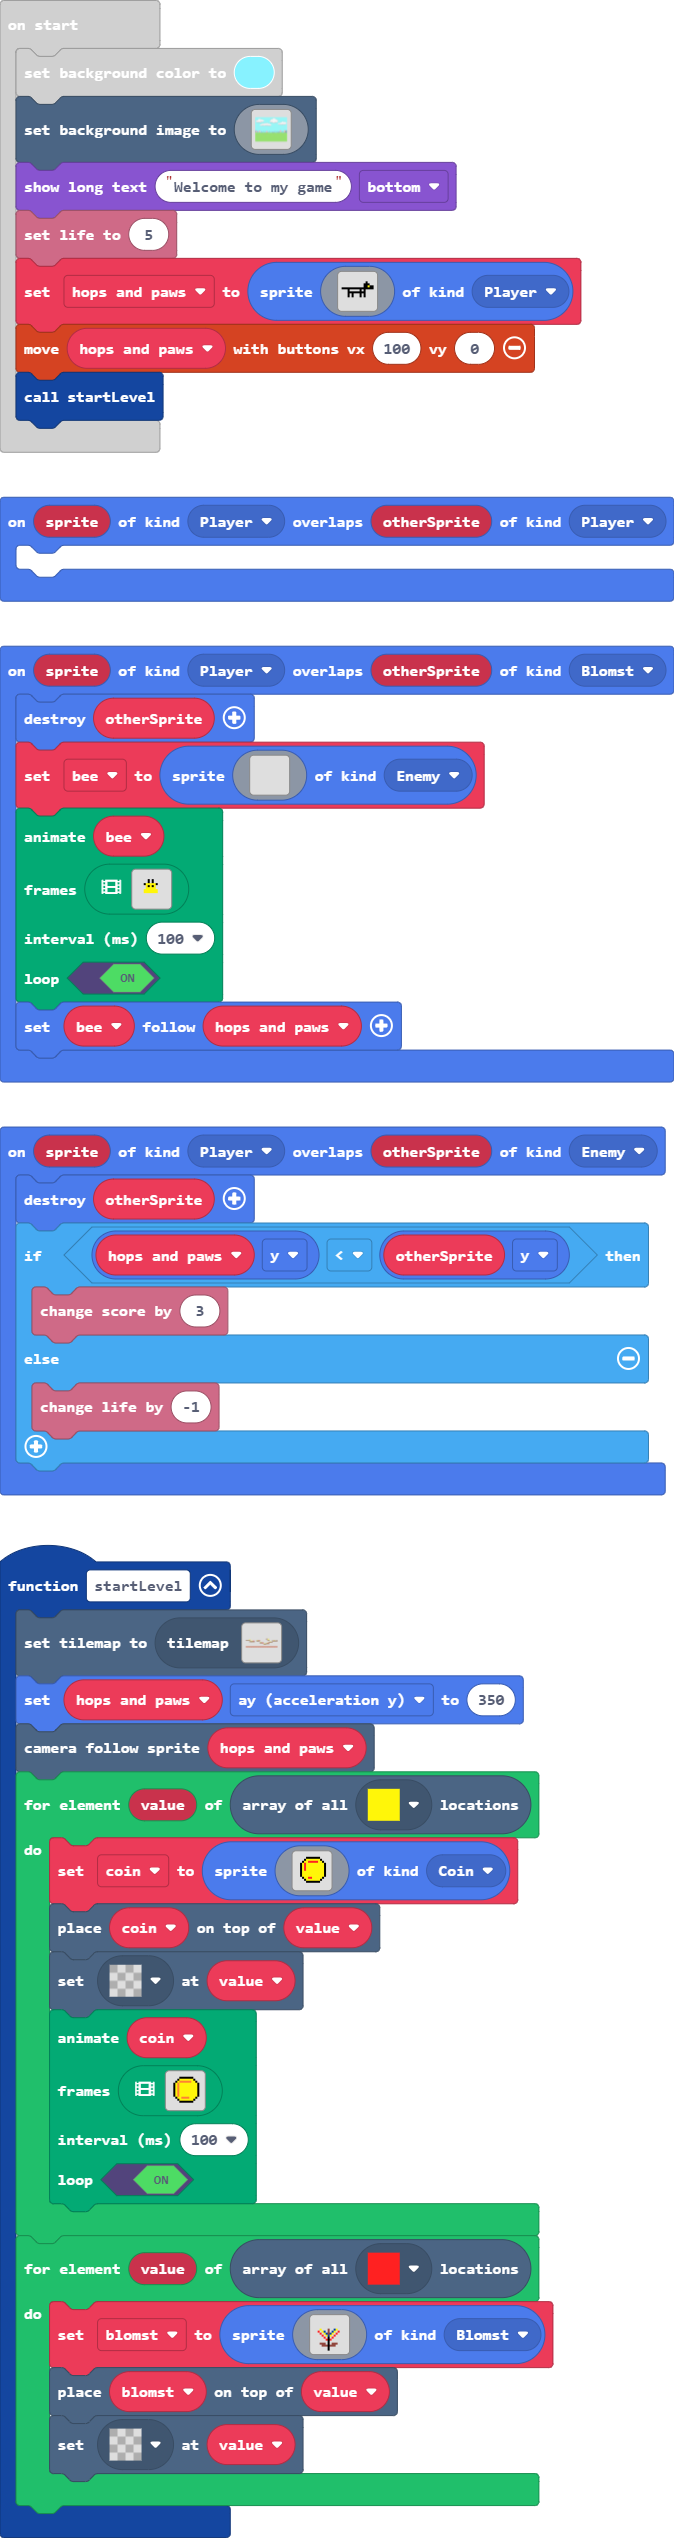 on start
set background color to
set background image to
show long text "Welcome to my game" bottom
set life to 5
set hops and paws to sprite of kind Player
move hops and paws with buttons vx 100 vy 0
call startLevel
on sprite of kind Player overlaps otherSprite of kind Player
on sprite of kind Player overlaps otherSprite of kind Blomst
destroy otherSprite
set bee to sprite of kind Enemy
animate bee
frames
interval (ms) 100
loop ON
set bee follow hops and paws
on sprite of kind Player overlaps otherSprite of kind Enemy
destroy otherSprite
if hops and paws y < otherSprite y then
change score by 3
else
change life by -1
function startLevel
set tilemap to tilemap
set hops and paws ay (acceleration y) to 350
camera follow sprite hops and paws
for element value of array of all locations
do
set coin to sprite of kind Coin
place coin on top of value
set at value
animate coin
frames
interval (ms) 100
loop ON
for element value of array of all locations
do
set blomst to sprite of kind Blomst
place blomst on top of value
set at value